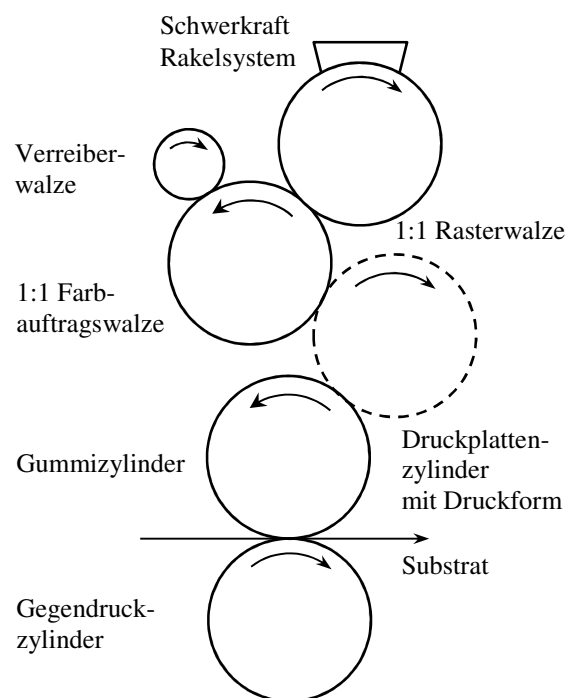 Schwerkraft
Rakelsystem
Verreiber-
walze
1:1 Rasterwalze
1:1 Farb-
auftragswalze
Gummizylinder
Druckplatten-
zylinder
mit Druckform
Substrat
Gegendruck-
zylinder